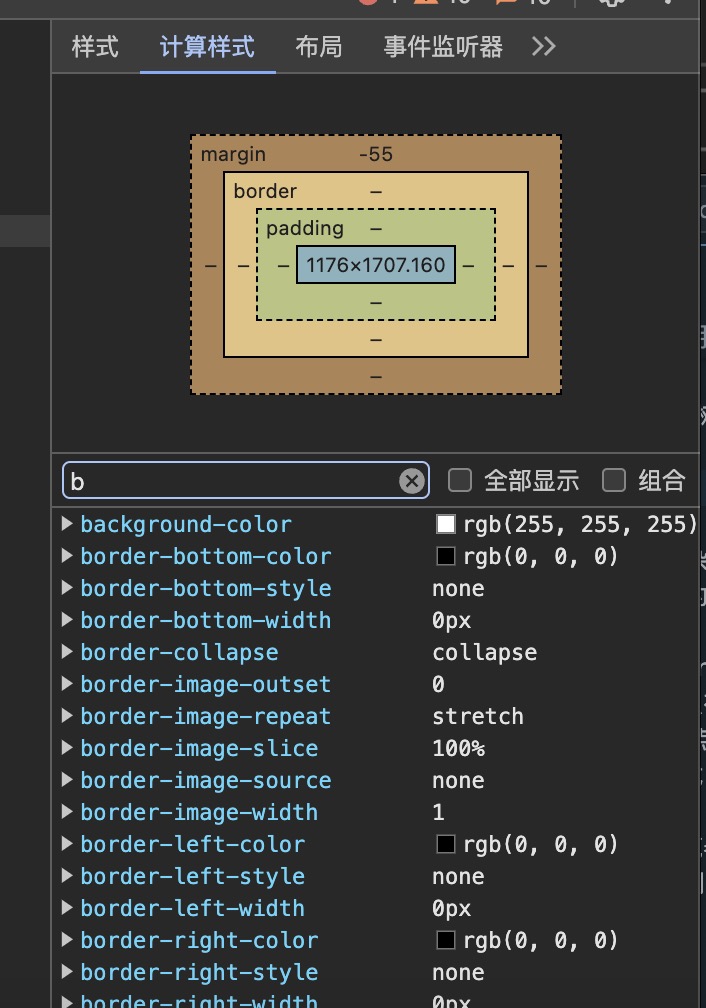 样式 计算样式 布局 事件监听器
margin -55
border –
padding –
– – – 1176×1707.160 – – –
–
–
–
b 全部显示 组合
background-color rgb(255, 255, 255)
border-bottom-color rgb(0, 0, 0)
border-bottom-style none
border-bottom-width 0px
border-collapse collapse
border-image-outset 0
border-image-repeat stretch
border-image-slice 100%
border-image-source none
border-image-width 1
border-left-color rgb(0, 0, 0)
border-left-style none
border-left-width 0px
border-right-color rgb(0, 0, 0)
border-right-style none
border-right-width 0px